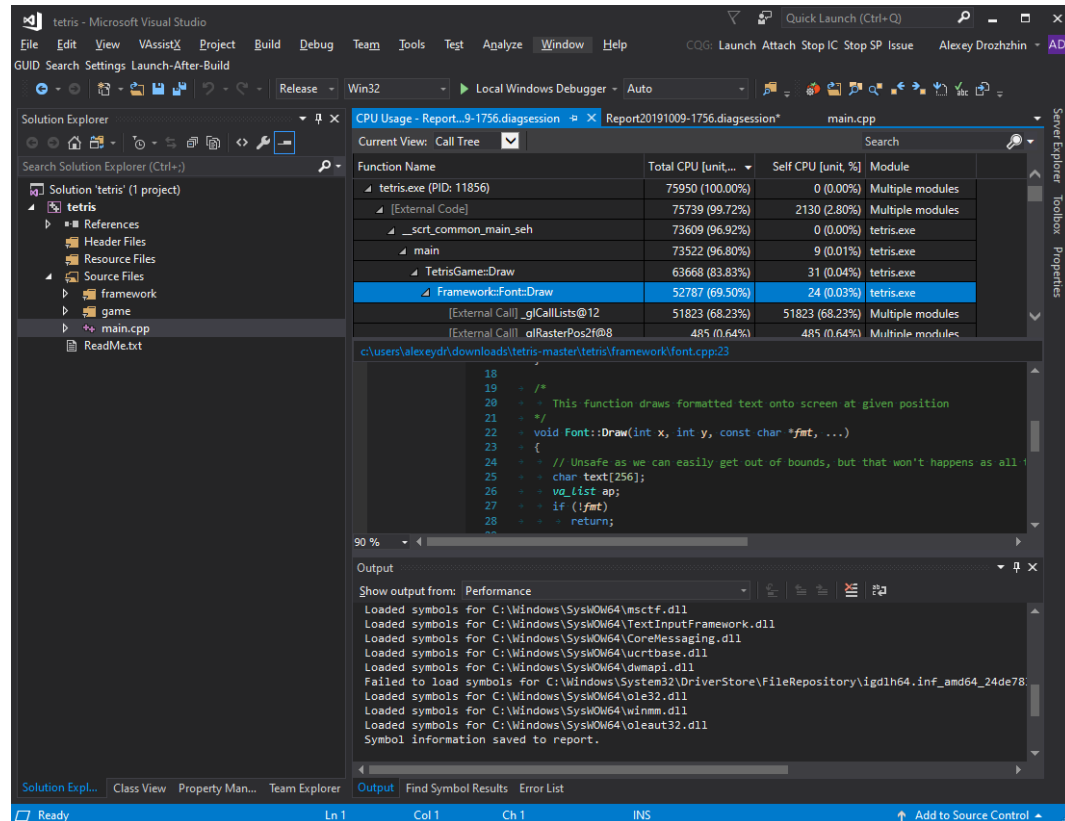 tetris - Microsoft Visual Studio
Quick Launch (Ctrl+Q)
File Edit View VAssistX Project Build Debug Team Tools Test Analyze Window Help CQG: Launch Attach Stop IC Stop SP Issue Alexey Drozhzhin AD
GUID Search Settings Launch-After-Build
Release Win32 Local Windows Debugger Auto
Solution Explorer
Search Solution Explorer (Ctrl+;)
Solution 'tetris' (1 project)
tetris
References
Header Files
Resource Files
Source Files
framework
game
main.cpp
ReadMe.txt
Solution Expl... Class View Property Man... Team Explorer
CPU Usage - Report...9-1756.diagsession Report20191009-1756.diagsession* main.cpp
Current View: Call Tree Search
Function Name Total CPU [unit,... Self CPU [unit, %] Module
tetris.exe (PID: 11856) 75950 (100.00%) 0 (0.00%) Multiple modules
[External Code] 75739 (99.72%) 2130 (2.80%) Multiple modules
__scrt_common_main_seh 73609 (96.92%) 0 (0.00%) tetris.exe
main 73522 (96.80%) 9 (0.01%) tetris.exe
TetrisGame::Draw 63668 (83.83%) 31 (0.04%) tetris.exe
Framework::Font::Draw 52787 (69.50%) 24 (0.03%) tetris.exe
[External Call] _glCallLists@12 51823 (68.23%) 51823 (68.23%) Multiple modules
[External Call] _glRasterPos2f@8 485 (0.64%) 485 (0.64%) Multiple modules
c:\users\alexeydr\downloads\tetris-master\tetris\framework\font.cpp:23
18
19 /*
20 This function draws formatted text onto screen at given position
21 */
22 void Font::Draw(int x, int y, const char *fmt, ...)
23 {
24 // Unsafe as we can easily get out of bounds, but that won't happens as all
25 char text[256];
26 va_list ap;
27 if (!fmt)
28 return;
90 %
Output
Show output from: Performance
Loaded symbols for C:\Windows\SysWOW64\msctf.dll
Loaded symbols for C:\Windows\SysWOW64\TextInputFramework.dll
Loaded symbols for C:\Windows\SysWOW64\CoreMessaging.dll
Loaded symbols for C:\Windows\SysWOW64\ucrtbase.dll
Loaded symbols for C:\Windows\SysWOW64\dwmapi.dll
Failed to load symbols for C:\Windows\System32\DriverStore\FileRepository\igdlh64.inf_amd64_24de78
Loaded symbols for C:\Windows\SysWOW64\ole32.dll
Loaded symbols for C:\Windows\SysWOW64\winmm.dll
Loaded symbols for C:\Windows\SysWOW64\oleaut32.dll
Symbol information saved to report.
Output Find Symbol Results Error List
Server Explorer
Toolbox
Properties
Ready Ln 1 Col 1 Ch 1 INS Add to Source Control